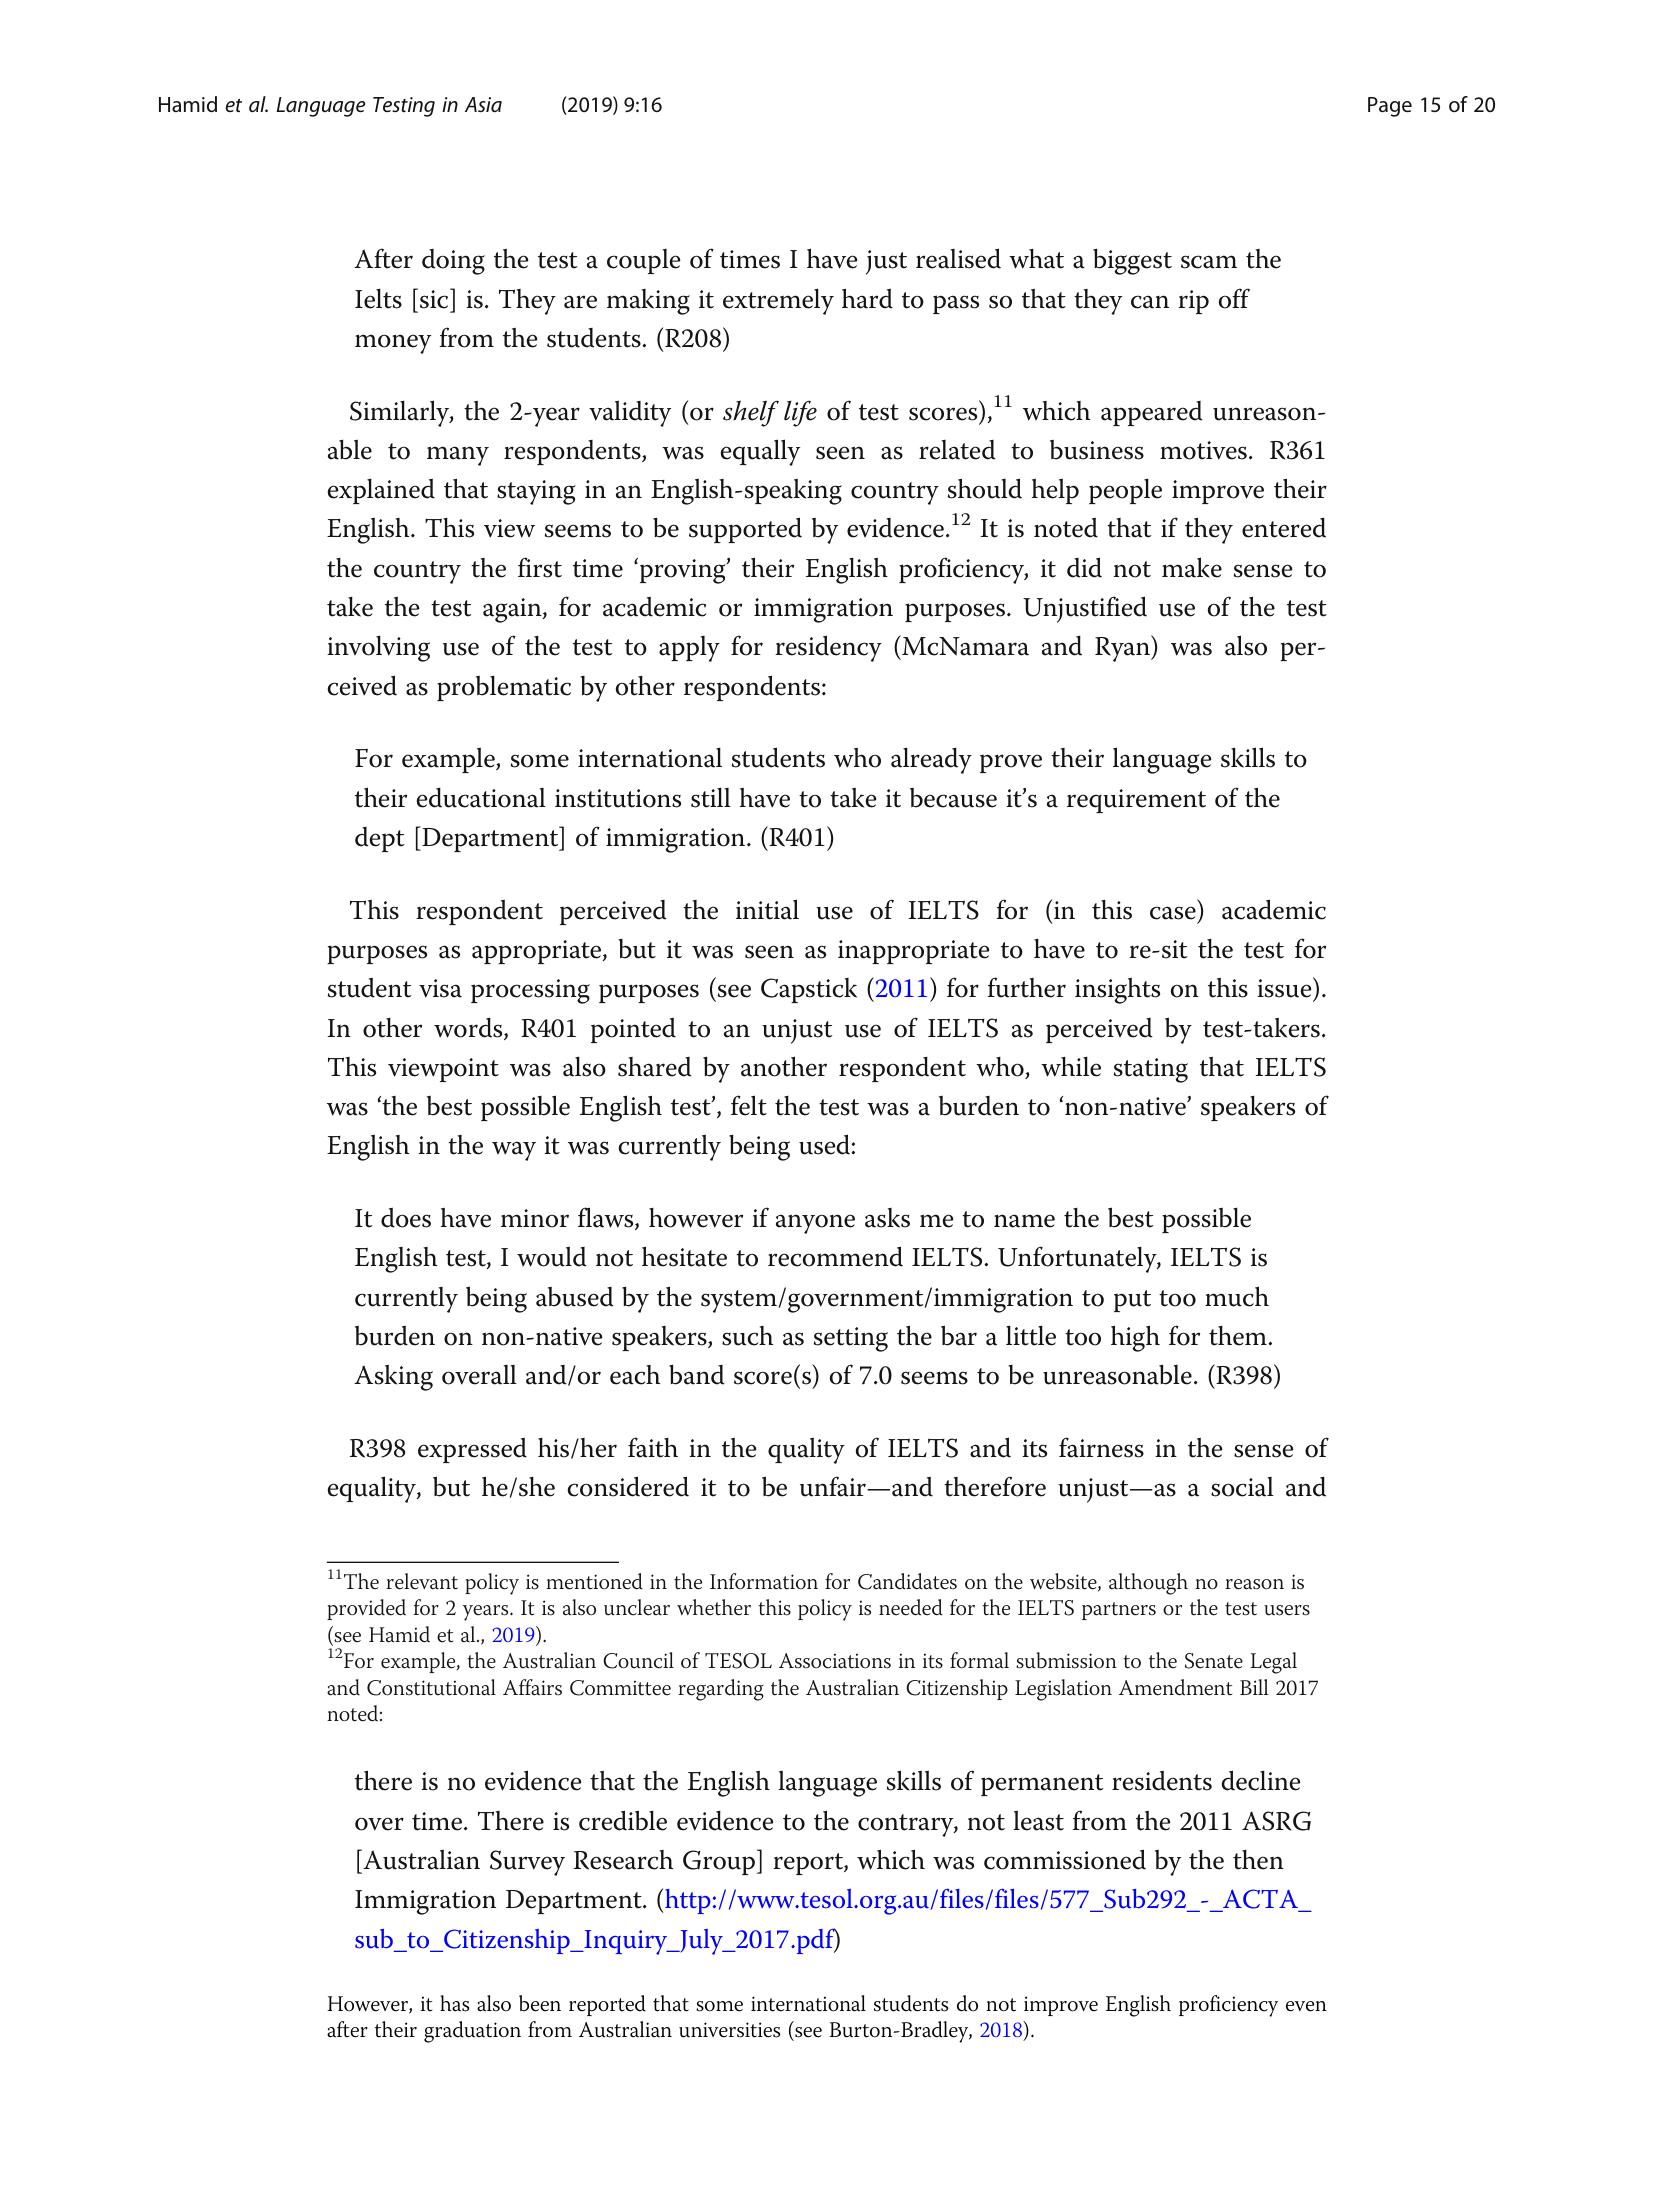 Hamid et al. Language Testing in Asia (2019) 9:16 Page 15 of 20
After doing the test a couple of times I have just realised what a biggest scam the
Ielts [sic] is. They are making it extremely hard to pass so that they can rip off
money from the students. (R208)
Similarly, the 2-year validity (or shelf life of test scores),11 which appeared unreason-
able to many respondents, was equally seen as related to business motives. R361
explained that staying in an English-speaking country should help people improve their
English. This view seems to be supported by evidence.12 It is noted that if they entered
the country the first time ‘proving’ their English proficiency, it did not make sense to
take the test again, for academic or immigration purposes. Unjustified use of the test
involving use of the test to apply for residency (McNamara and Ryan) was also per-
ceived as problematic by other respondents:
For example, some international students who already prove their language skills to
their educational institutions still have to take it because it’s a requirement of the
dept [Department] of immigration. (R401)
This respondent perceived the initial use of IELTS for (in this case) academic
purposes as appropriate, but it was seen as inappropriate to have to re-sit the test for
student visa processing purposes (see Capstick (2011) for further insights on this issue).
In other words, R401 pointed to an unjust use of IELTS as perceived by test-takers.
This viewpoint was also shared by another respondent who, while stating that IELTS
was ‘the best possible English test’, felt the test was a burden to ‘non-native’ speakers of
English in the way it was currently being used:
It does have minor flaws, however if anyone asks me to name the best possible
English test, I would not hesitate to recommend IELTS. Unfortunately, IELTS is
currently being abused by the system/government/immigration to put too much
burden on non-native speakers, such as setting the bar a little too high for them.
Asking overall and/or each band score(s) of 7.0 seems to be unreasonable. (R398)
R398 expressed his/her faith in the quality of IELTS and its fairness in the sense of
equality, but he/she considered it to be unfair—and therefore unjust—as a social and
11The relevant policy is mentioned in the Information for Candidates on the website, although no reason is
provided for 2 years. It is also unclear whether this policy is needed for the IELTS partners or the test users
(see Hamid et al., 2019).
12For example, the Australian Council of TESOL Associations in its formal submission to the Senate Legal
and Constitutional Affairs Committee regarding the Australian Citizenship Legislation Amendment Bill 2017
noted:
there is no evidence that the English language skills of permanent residents decline
over time. There is credible evidence to the contrary, not least from the 2011 ASRG
[Australian Survey Research Group] report, which was commissioned by the then
Immigration Department. (http://www.tesol.org.au/files/files/577_Sub292_-_ACTA_
sub_to_Citizenship_Inquiry_July_2017.pdf)
However, it has also been reported that some international students do not improve English proficiency even
after their graduation from Australian universities (see Burton-Bradley, 2018).